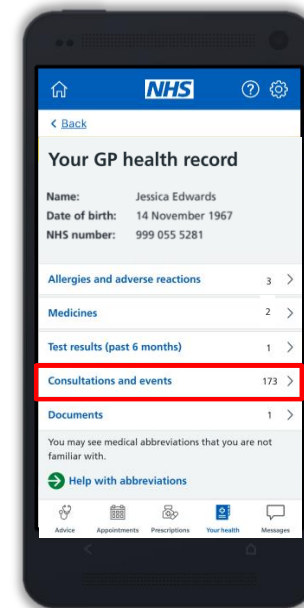 NHS
< Back
Your GP health record
Name: Jessica Edwards
Date of birth: 14 November 1967
NHS number: 999 055 5281
Allergies and adverse reactions 3
Medicines 2
Test results (past 6 months) 1
Consultations and events 173
Documents 1
You may see medical abbreviations that you are not
familiar with.
Help with abbreviations
Advice Appointments Prescriptions Your health Messages